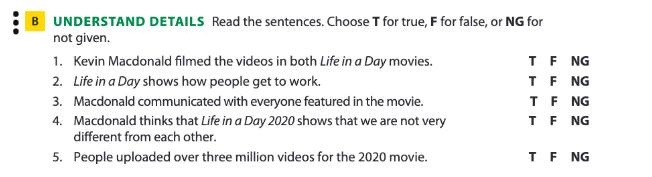 B UNDERSTAND DETAILS Read the sentences. Choose T for true, F for false, or NG for
not given.
1. Kevin Macdonald filmed the videos in both Life in a Day movies. T F NG
2. Life in a Day shows how people get to work. T F NG
3. Macdonald communicated with everyone featured in the movie. T F NG
4. Macdonald thinks that Life in a Day 2020 shows that we are not very T F NG
different from each other.
5. People uploaded over three million videos for the 2020 movie. T F NG